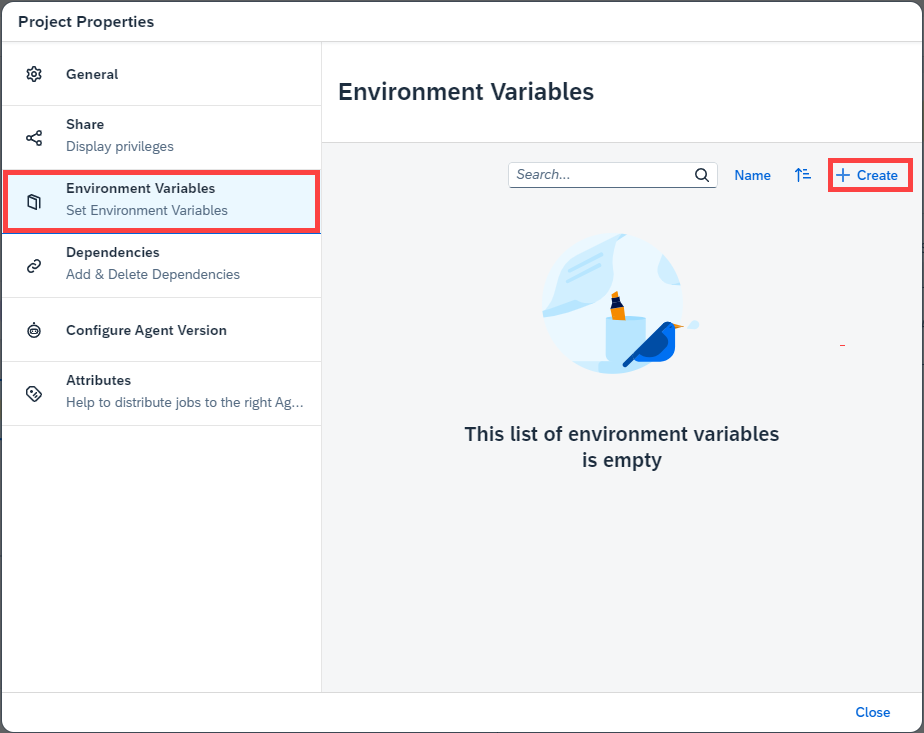 Project Properties
General
Share
Display privileges
Environment Variables
Set Environment Variables
Dependencies
Add & Delete Dependencies
Configure Agent Version
Attributes
Help to distribute jobs to the right Ag...
Environment Variables
Search...
Name
Create
This list of environment variables
is empty
Close